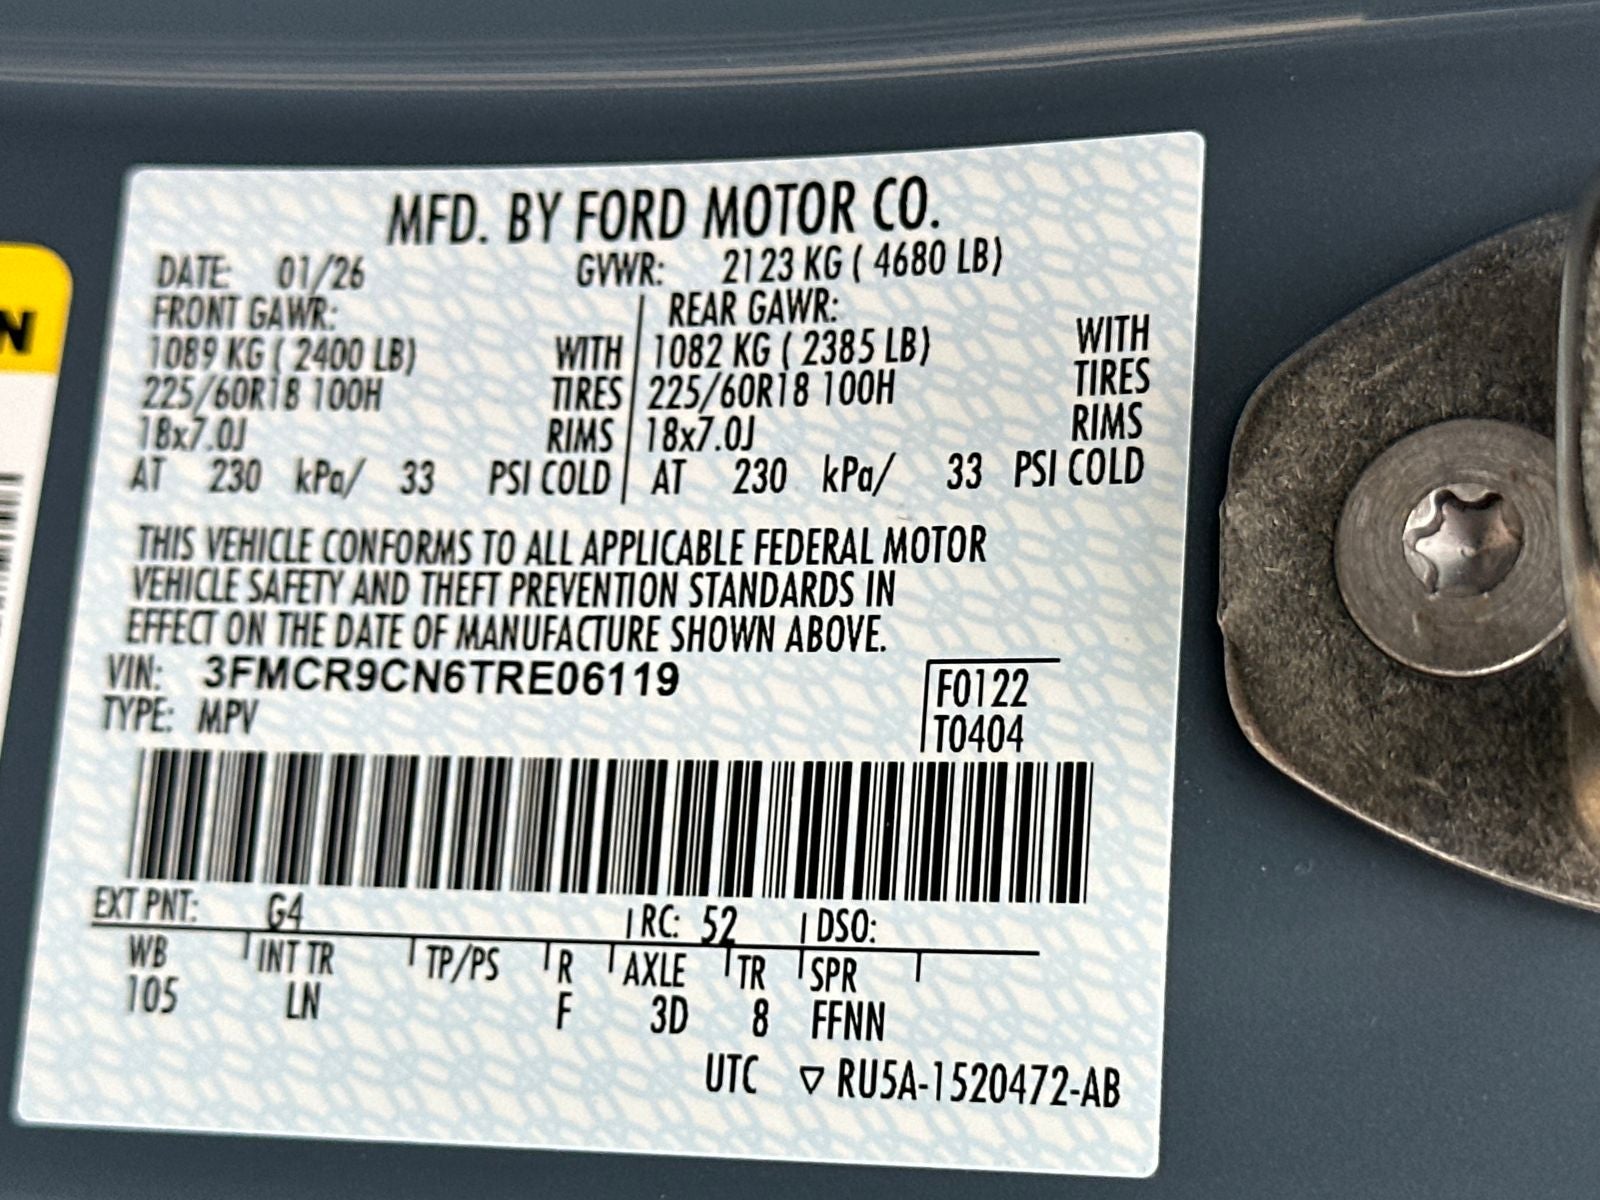 MFD. BY FORD MOTOR CO.
DATE: 01/26 GVWR: 2123 KG ( 4680 LB)
FRONT GAWR: REAR GAWR:
1089 KG ( 2400 LB) WITH 1082 KG ( 2385 LB) WITH
225/60R18 100H TIRES 225/60R18 100H TIRES
18x7.0J RIMS 18x7.0J RIMS
AT 230 kPa/ 33 PSI COLD AT 230 kPa/ 33 PSI COLD
THIS VEHICLE CONFORMS TO ALL APPLICABLE FEDERAL MOTOR
VEHICLE SAFETY AND THEFT PREVENTION STANDARDS IN
EFFECT ON THE DATE OF MANUFACTURE SHOWN ABOVE.
VIN: 3FMCR9CN6TRE06119 F0122
TYPE: MPV T0404
EXT PNT: G4 RC: 52 DSO:
WB INT TR TP/PS R AXLE TR SPR
105 LN F 3D 8 FFNN
UTC ▽ RU5A-1520472-AB
N